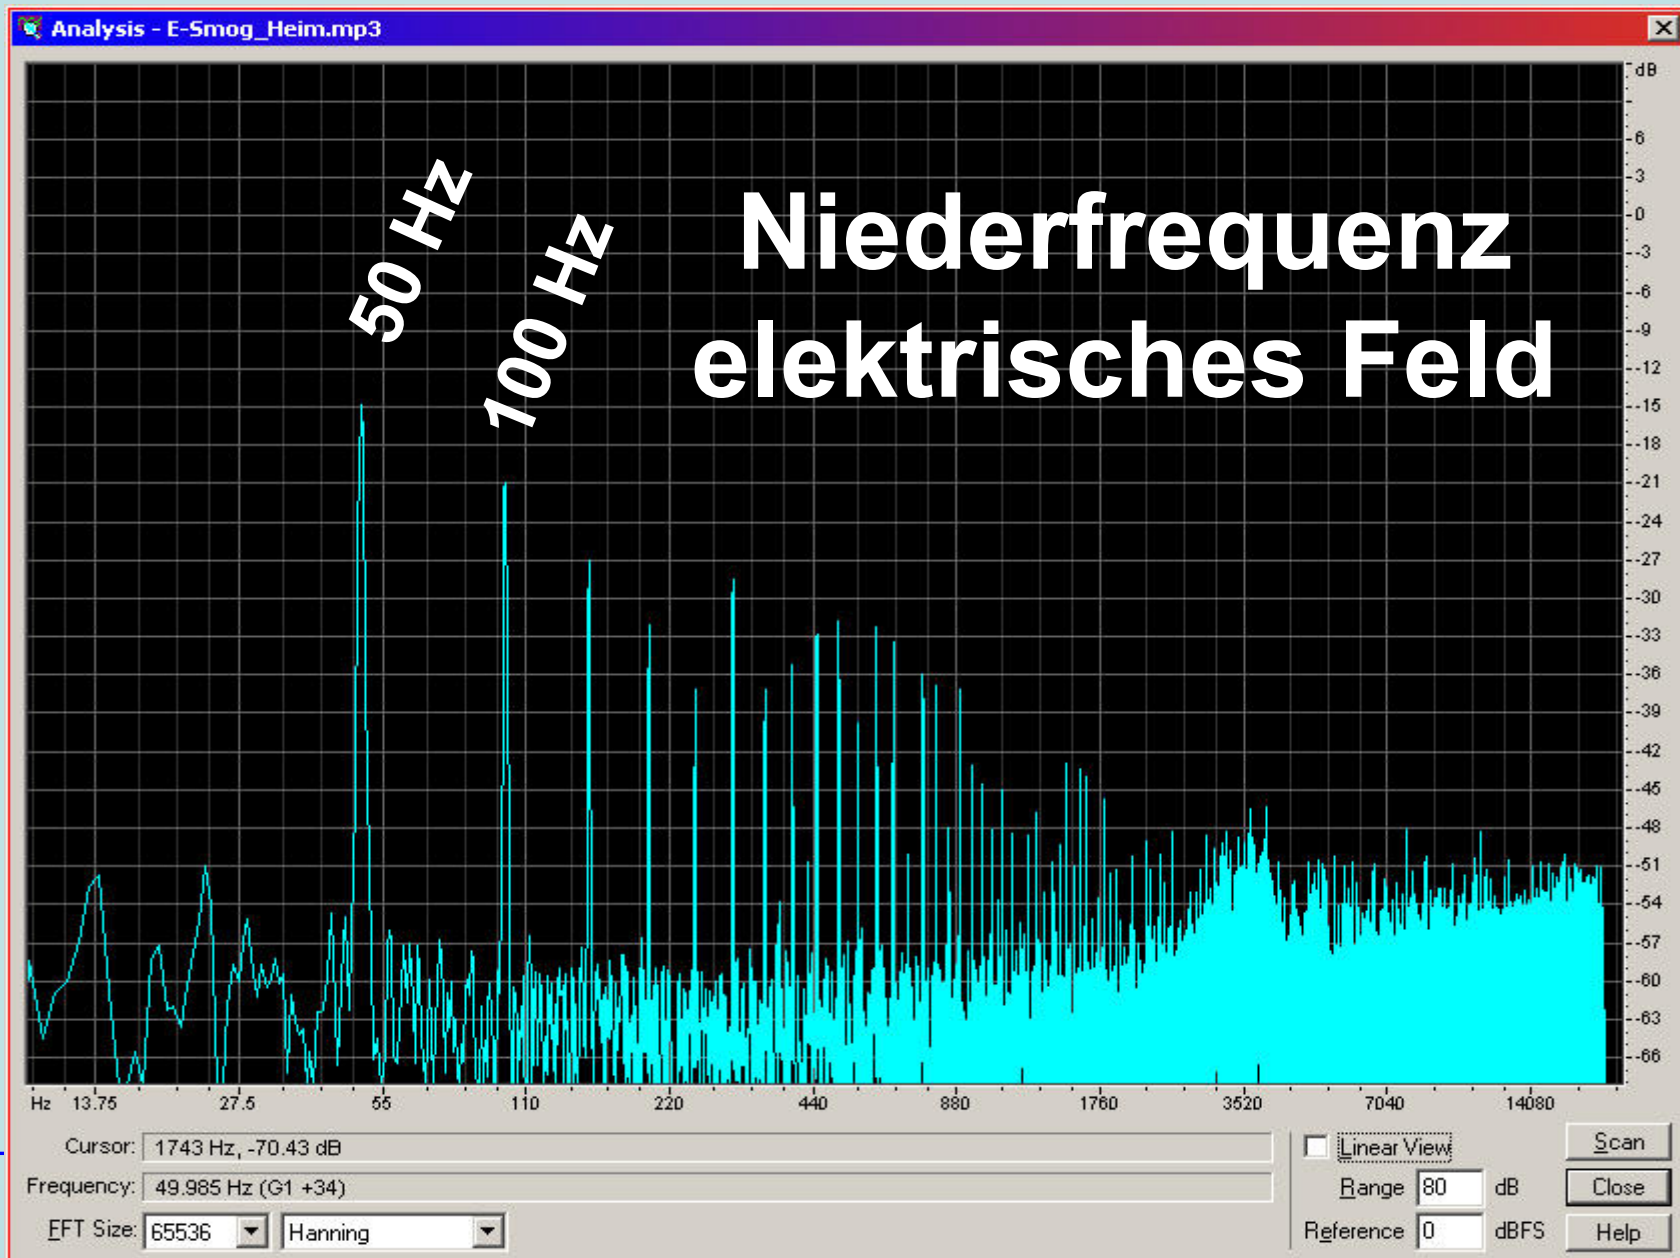 Analysis - E-Smog_Heim.mp3
dB
50 Hz
100 Hz
Niederfrequenz
elektrisches Feld
6
3
0
-3
-6
-9
-12
-15
-18
-21
-24
-27
-30
-33
-36
-39
-42
-45
-48
-51
-54
-57
-60
-63
-66
Hz 13.75 27.5 55 110 220 440 880 1760 3520 7040 14080
Cursor: 1743 Hz, -70.43 dB
Linear View
Scan
Frequency: 49.985 Hz (G1 +34)
Range 80 dB
Close
FFT Size: 65536 Hanning
Reference 0 dBFS
Help